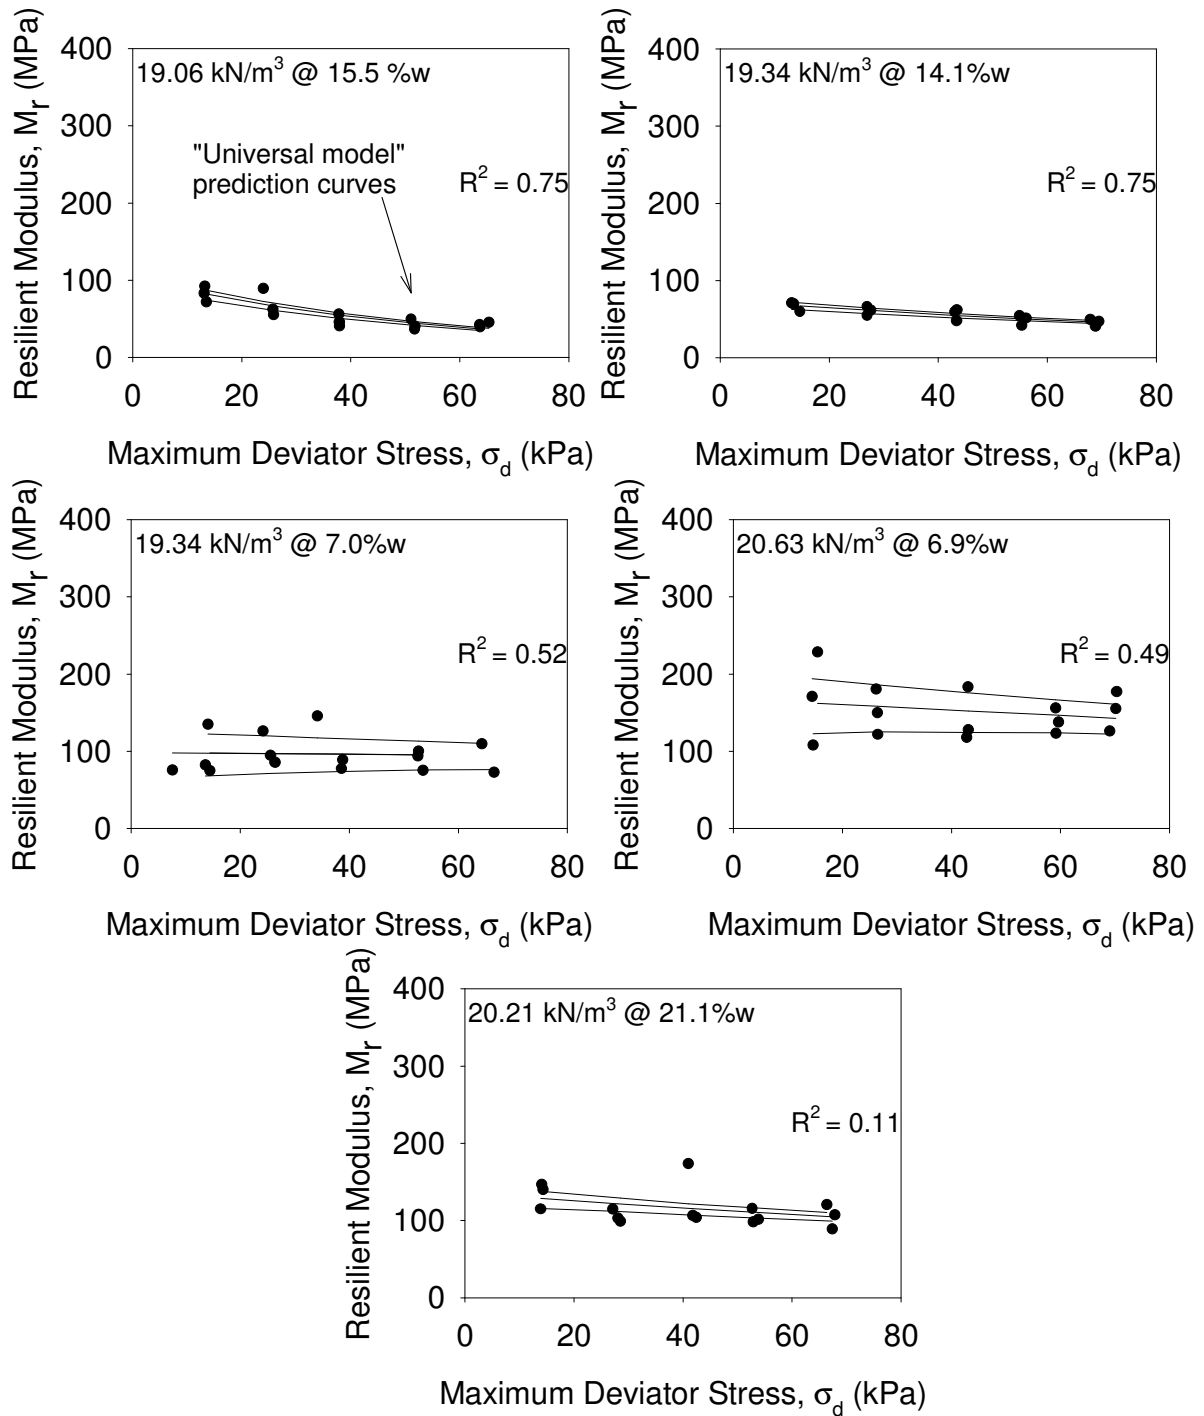 400
300
200
100
0
Resilient Modulus, Mr (MPa)
19.06 kN/m³ @ 15.5 %w
"Universal model"
prediction curves
R² = 0.75
0 20 40 60 80
Maximum Deviator Stress, σd (kPa)
400
300
200
100
0
Resilient Modulus, Mr (MPa)
19.34 kN/m³ @ 14.1%w
R² = 0.75
0 20 40 60 80
Maximum Deviator Stress, σd (kPa)
400
300
200
100
0
Resilient Modulus, Mr (MPa)
19.34 kN/m³ @ 7.0%w
R² = 0.52
0 20 40 60 80
Maximum Deviator Stress, σd (kPa)
400
300
200
100
0
Resilient Modulus, Mr (MPa)
20.63 kN/m³ @ 6.9%w
R² = 0.49
0 20 40 60 80
Maximum Deviator Stress, σd (kPa)
400
300
200
100
0
Resilient Modulus, Mr (MPa)
20.21 kN/m³ @ 21.1%w
R² = 0.11
0 20 40 60 80
Maximum Deviator Stress, σd (kPa)